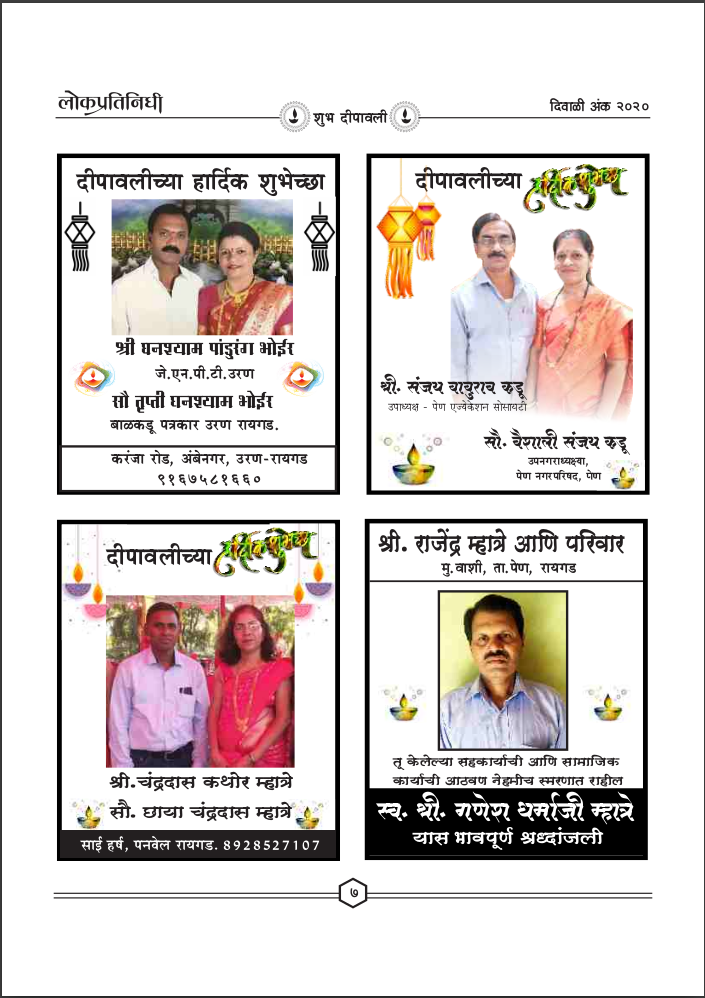 लोकप्रतिनिधी
शुभ दीपावली
दिवाळी अंक २०२०
दीपावलीच्या हार्दिक शुभेच्छा
श्री घनश्याम पांडुरंग भोईर
जे.एन.पी.टी.उरण
सौ तृप्ती घनश्याम भोईर
बाळकडू पत्रकार उरण रायगड.
करंजा रोड, अंबेनगर, उरण-रायगड
९१६७५८१६६०
दीपावलीच्या हार्दिक शुभेच्छा
श्री. संजय बाबुराव कडू
उपाध्यक्ष - पेण एज्येकेशन सोसायटी
सौ. वैशाली संजय कडू
उपनगराध्यक्षा,
पेण नगरपरिषद, पेण
दीपावलीच्या हार्दिक शुभेच्छा
श्री.चंद्रदास कथोर म्हात्रे
सौ. छाया चंद्रदास म्हात्रे
साई हर्ष, पनवेल रायगड. 8928527107
श्री. राजेंद्र म्हात्रे आणि परिवार
मु.वाशी, ता.पेण, रायगड
तू केलेल्या सहकार्याची आणि सामाजिक
कार्याची आठवण नेहमीच स्मरणात राहील
स्व. श्री. गणेश धर्माजी म्हात्रे
यास भावपूर्ण श्रध्दांजली
७